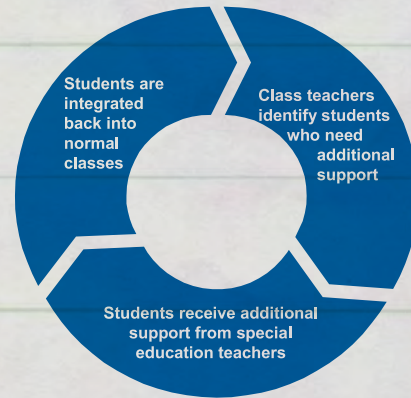 Students are
integrated
back into
normal
classes
Class teachers
identify students
who need
additional
support
Students receive additional
support from special
education teachers